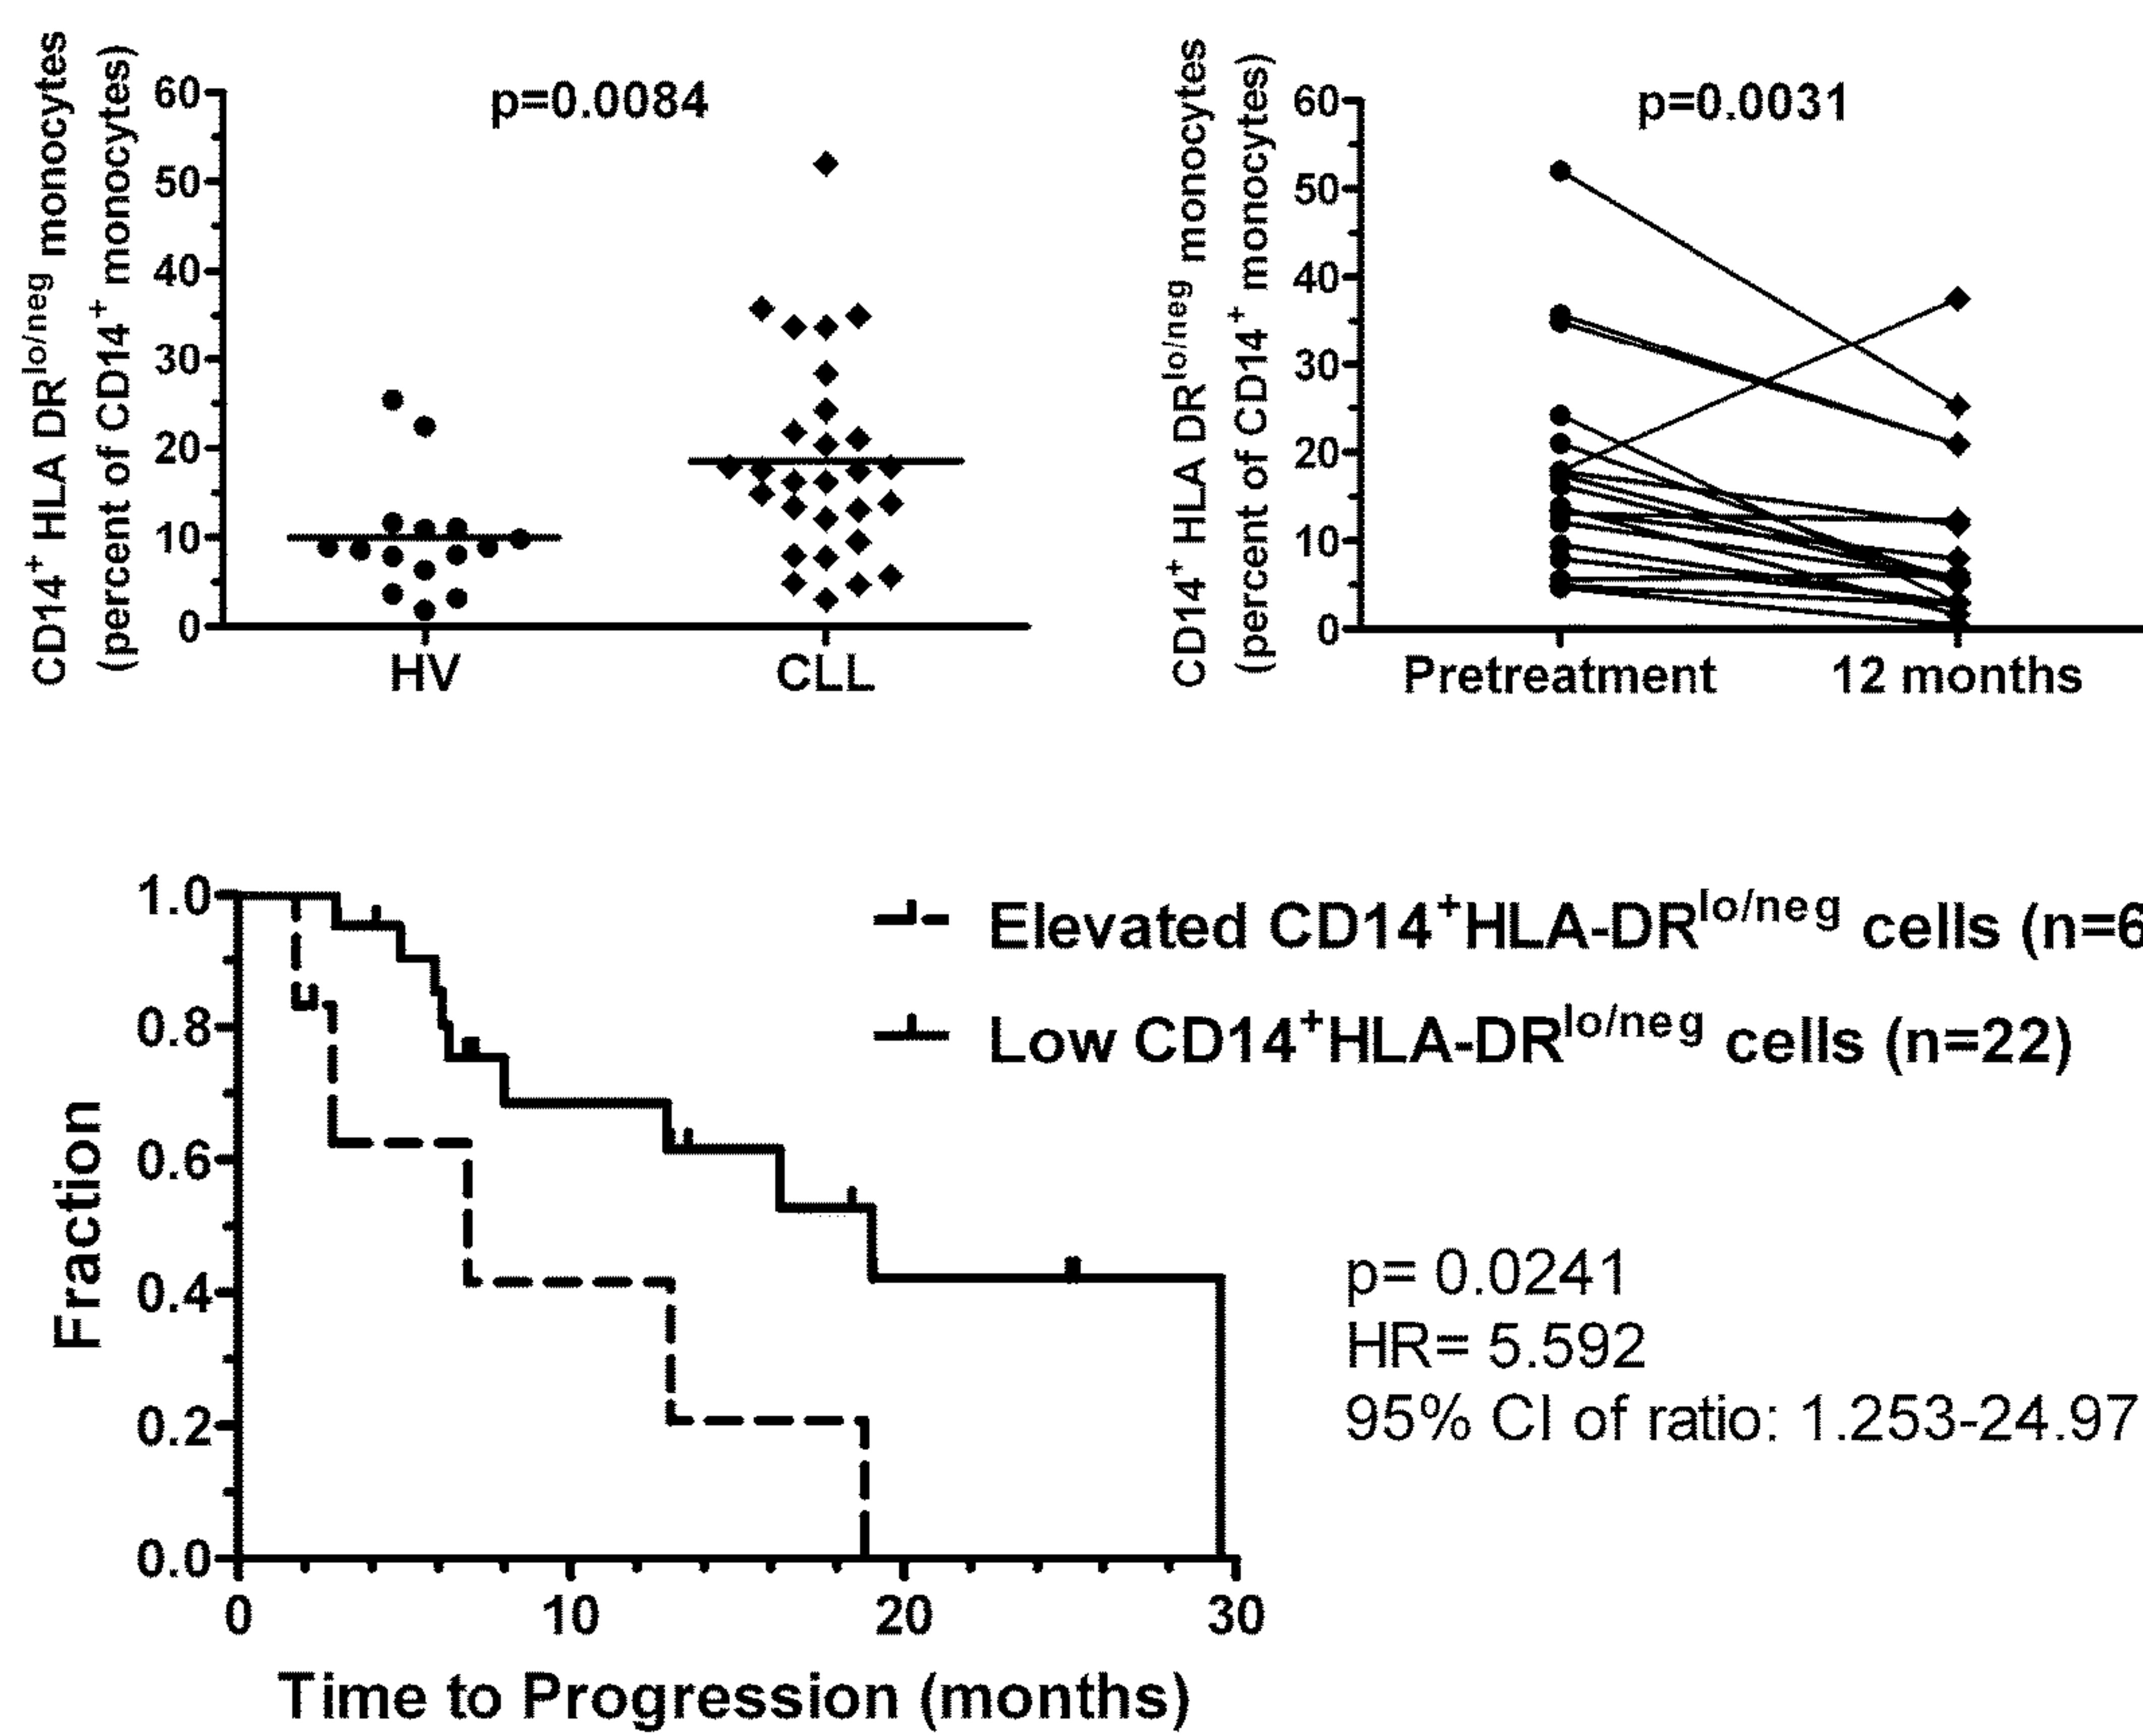 CD14⁺ HLA DRˡᵒ/ⁿᵉᵍ monocytes
(percent of CD14⁺ monocytes)
60
50
40
30
20
10
0
p=0.0084
HV
CLL
CD14⁺ HLA DRˡᵒ/ⁿᵉᵍ monocytes
(percent of CD14⁺ monocytes)
60
50
40
30
20
10
0
p=0.0031
Pretreatment
12 months
Fraction
1.0
0.8
0.6
0.4
0.2
0.0
0
10
20
30
Time to Progression (months)
Elevated CD14⁺HLA-DRˡᵒ/ⁿᵉᵍ cells (n=6
Low CD14⁺HLA-DRˡᵒ/ⁿᵉᵍ cells (n=22)
p= 0.0241
HR= 5.592
95% CI of ratio: 1.253-24.97